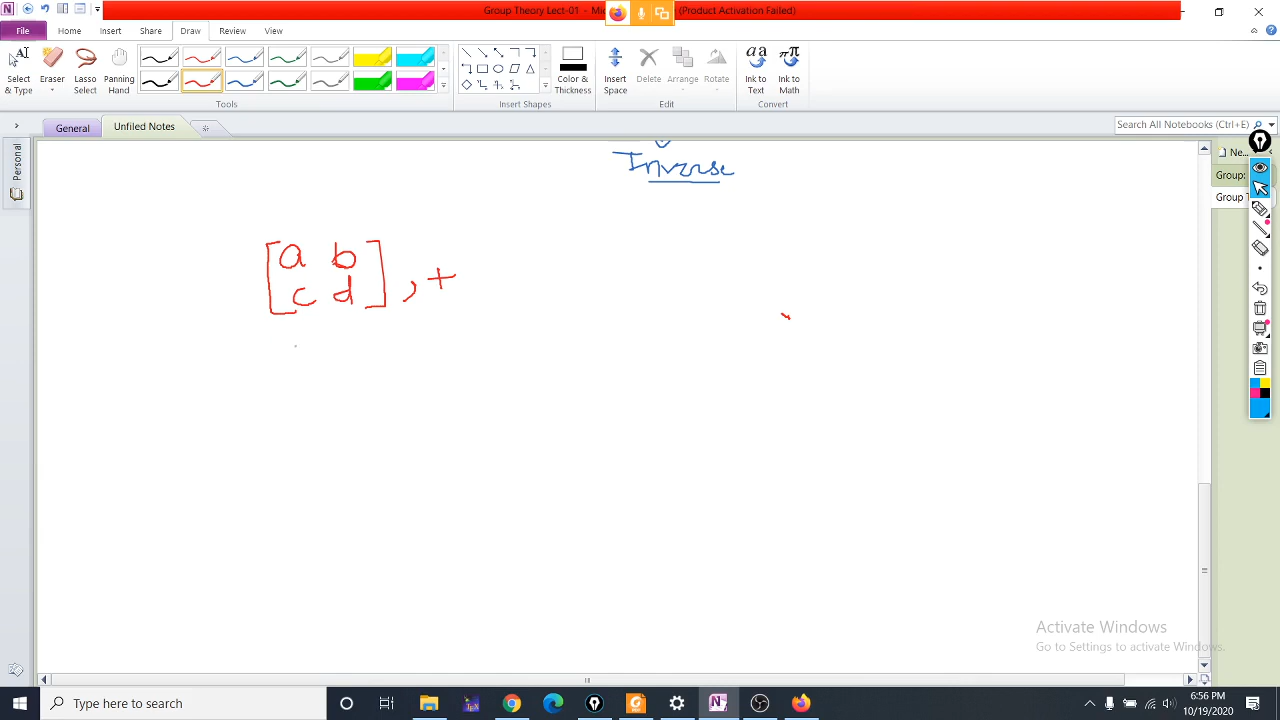 Group Theory Lect-01 - Mi (Product Activation Failed)
File Home Insert Share Draw Review View
Select & Type Eraser Lasso Select Panning Hand Color & Thickness Insert Space Delete Arrange Rotate Ink to Text Ink to Math
Tools Insert Shapes Edit Convert
General Unfiled Notes Search All Notebooks (Ctrl+E)
Ne...
Group:
Group T
Inverse
[a b
c d] , +
Activate Windows
Go to Settings to activate Windows.
Type here to search
6:56 PM
10/19/2020